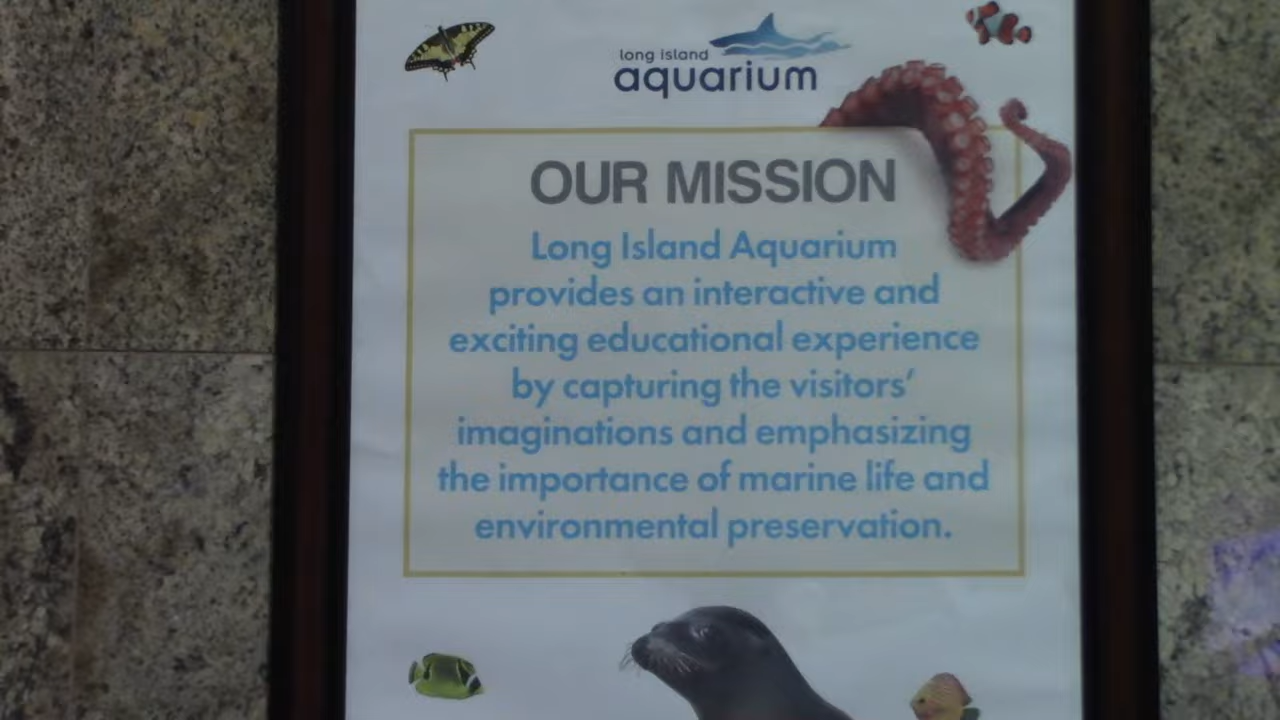 long island
aquarium
OUR MISSION
Long Island Aquarium
provides an interactive and
exciting educational experience
by capturing the visitors’
imaginations and emphasizing
the importance of marine life and
environmental preservation.